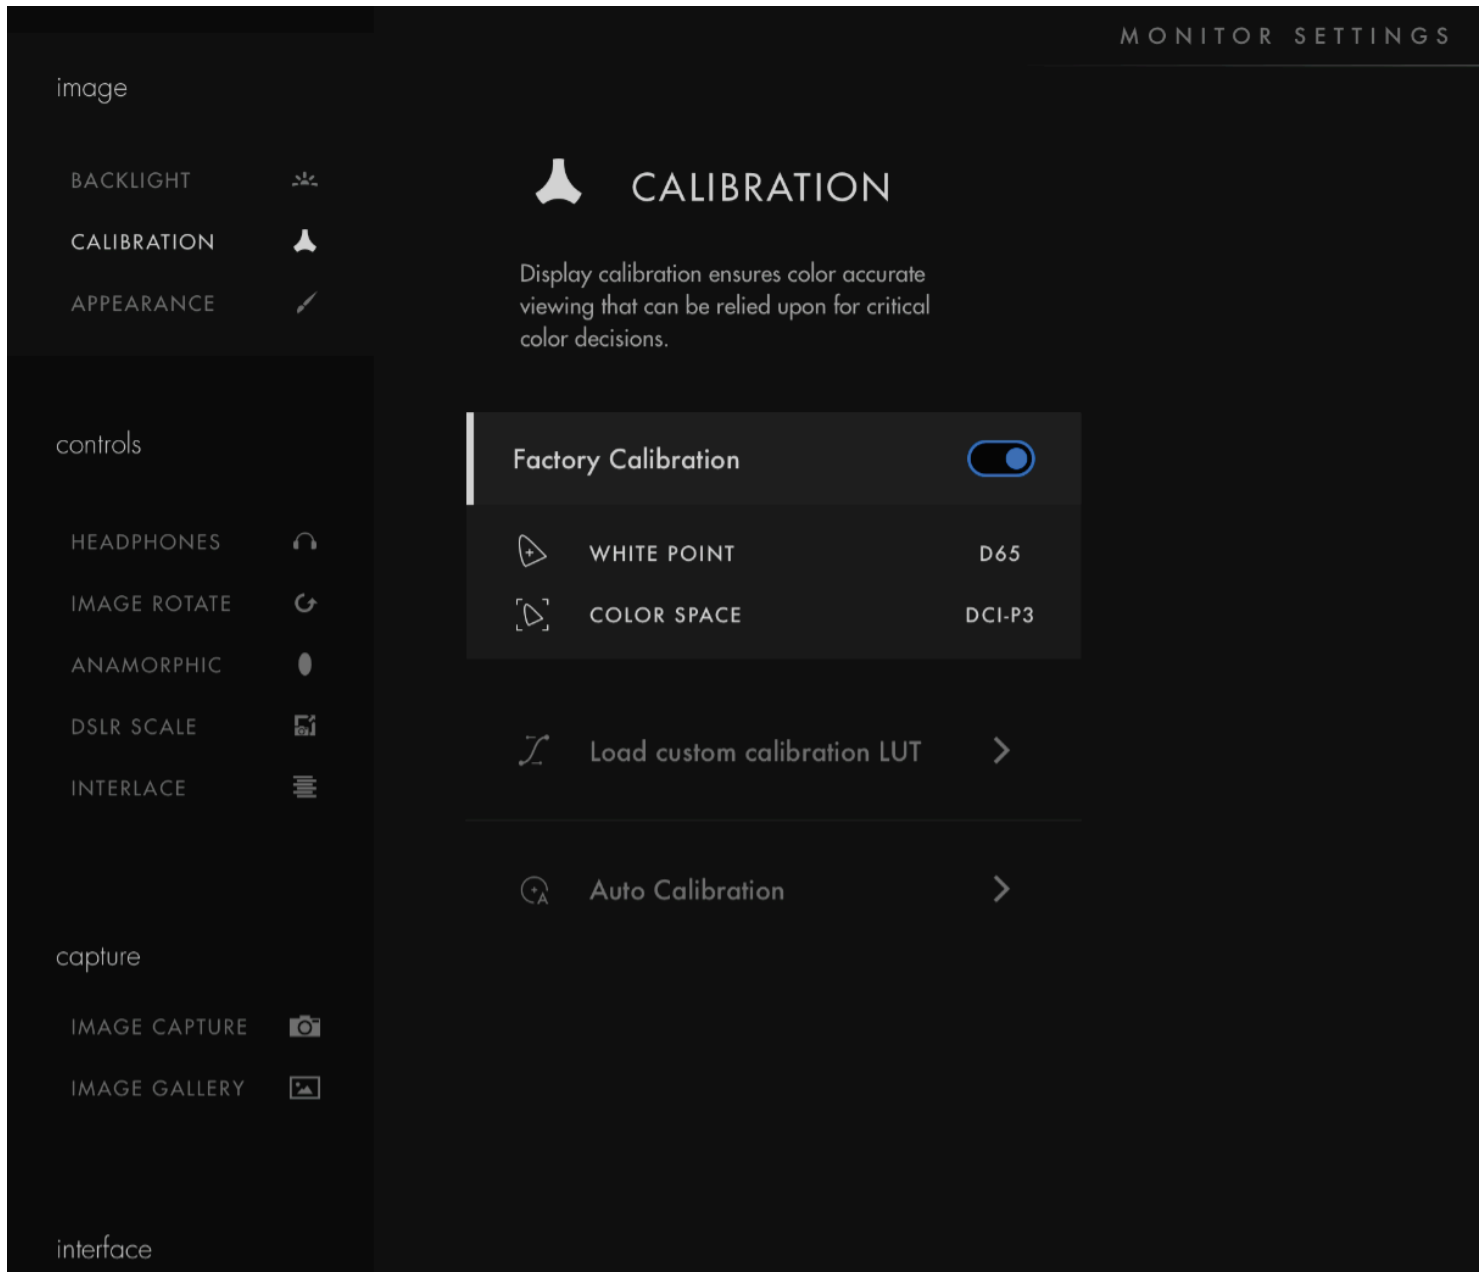 MONITOR SETTINGS
image
BACKLIGHT
CALIBRATION
APPEARANCE
controls
HEADPHONES
IMAGE ROTATE
ANAMORPHIC
DSLR SCALE
INTERLACE
capture
IMAGE CAPTURE
IMAGE GALLERY
interface
CALIBRATION
Display calibration ensures color accurate
viewing that can be relied upon for critical
color decisions.
Factory Calibration
WHITE POINT D65
COLOR SPACE DCI-P3
Load custom calibration LUT
A Auto Calibration